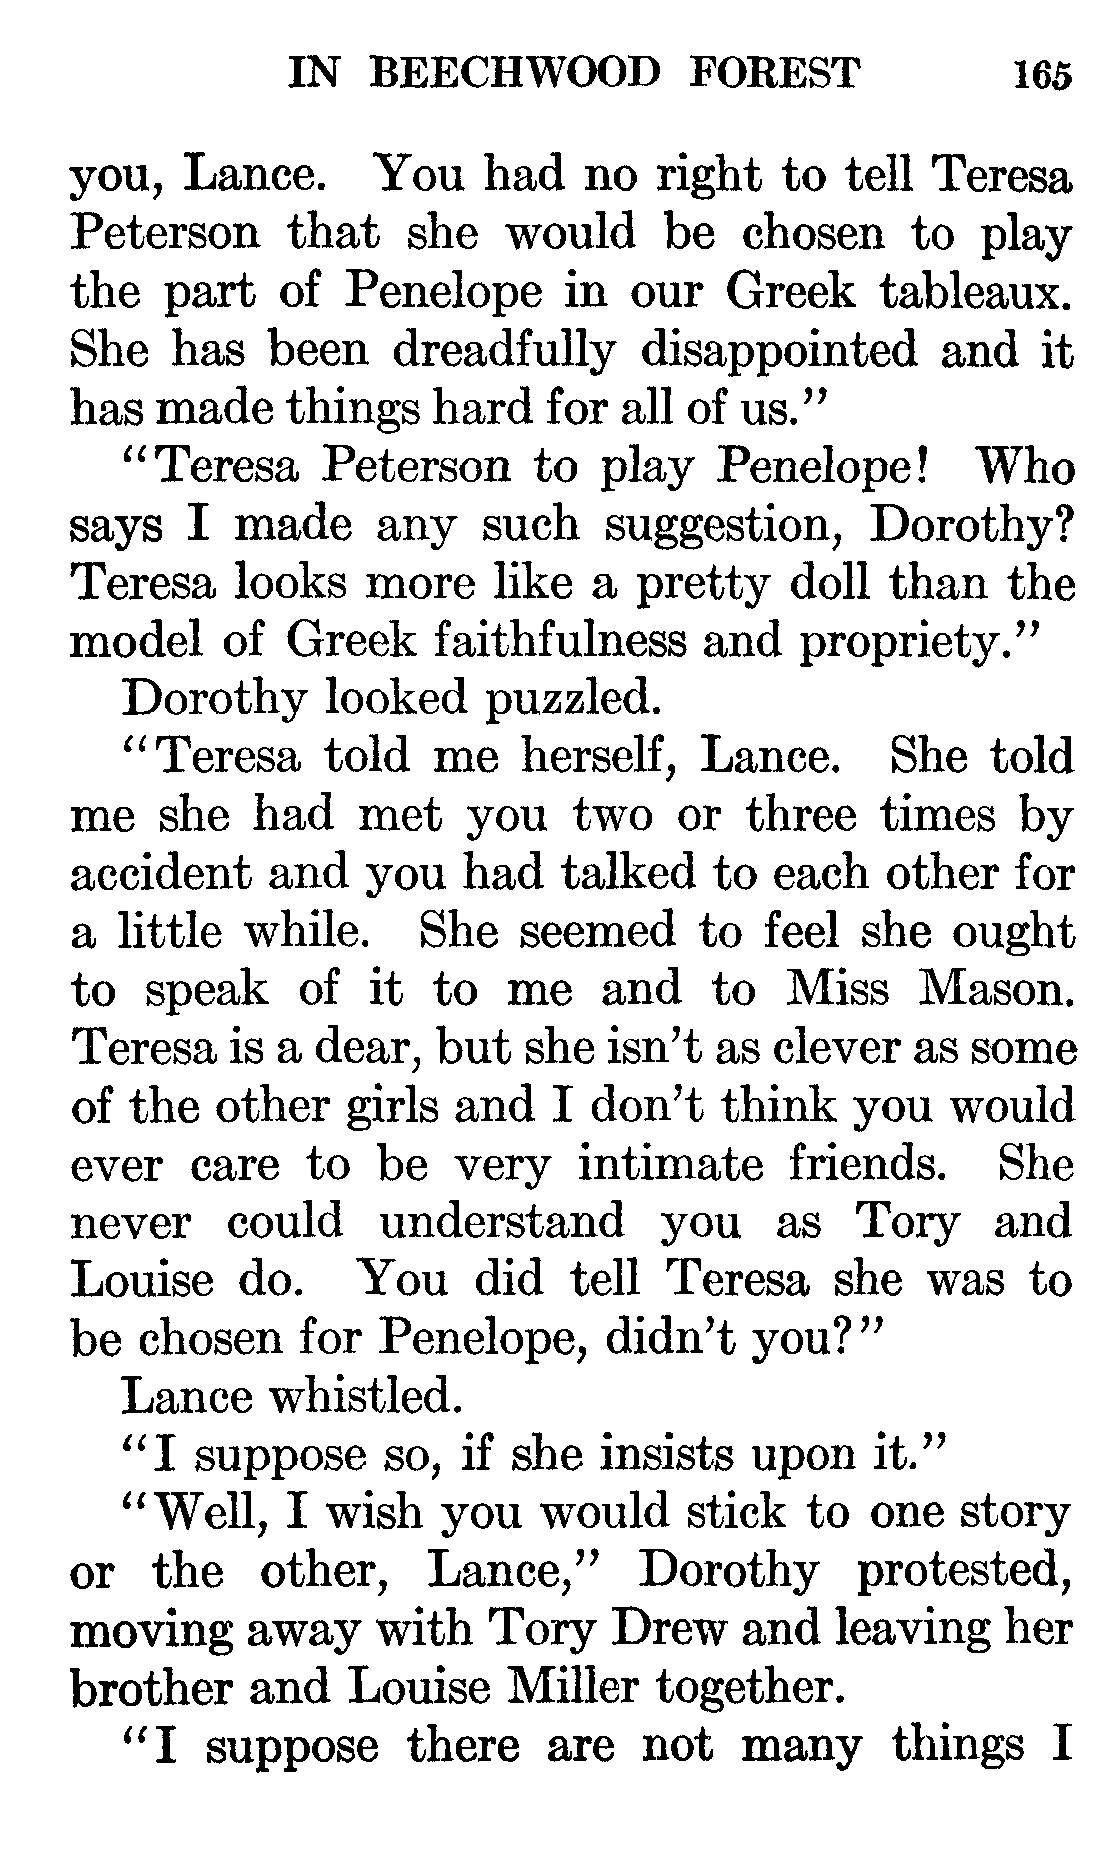 IN BEECHWOOD FOREST 165
you, Lance. You had no right to tell Teresa
Peterson that she would be chosen to play
the part of Penelope in our Greek tableaux.
She has been dreadfully disappointed and it
has made things hard for all of us.”
“Teresa Peterson to play Penelope! Who
says I made any such suggestion, Dorothy?
Teresa looks more like a pretty doll than the
model of Greek faithfulness and propriety.”
Dorothy looked puzzled.
“Teresa told me herself, Lance. She told
me she had met you two or three times by
accident and you had talked to each other for
a little while. She seemed to feel she ought
to speak of it to me and to Miss Mason.
Teresa is a dear, but she isn’t as clever as some
of the other girls and I don’t think you would
ever care to be very intimate friends. She
never could understand you as Tory and
Louise do. You did tell Teresa she was to
be chosen for Penelope, didn’t you?”
Lance whistled.
“I suppose so, if she insists upon it.”
“Well, I wish you would stick to one story
or the other, Lance,” Dorothy protested,
moving away with Tory Drew and leaving her
brother and Louise Miller together.
“I suppose there are not many things I